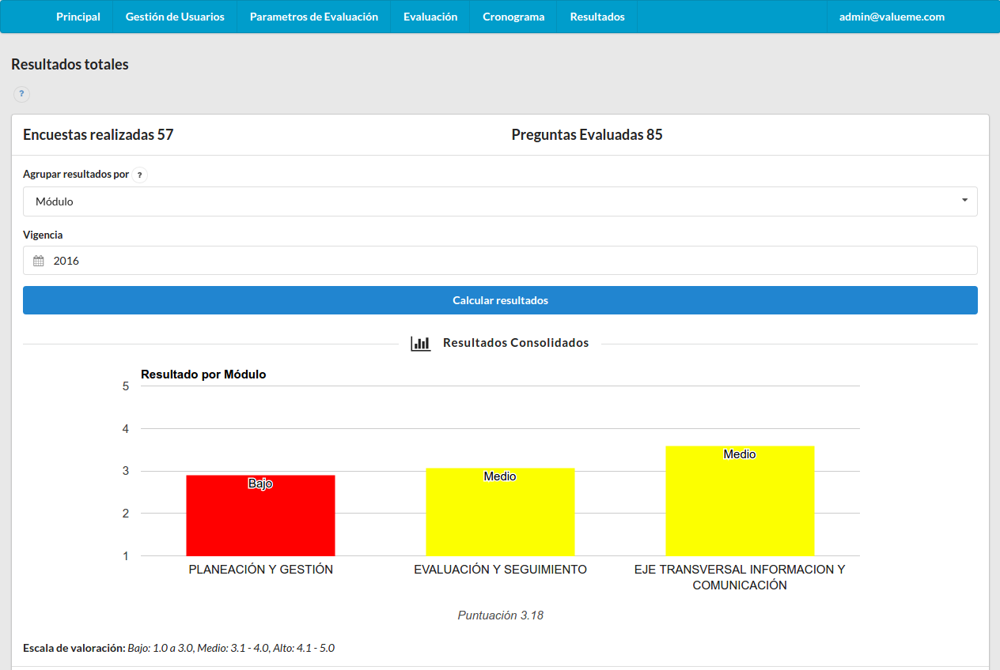 Principal Gestión de Usuarios Parametros de Evaluación Evaluación Cronograma Resultados admin@valueme.com
Resultados totales
?
Encuestas realizadas 57 Preguntas Evaluadas 85
Agrupar resultados por ?
Módulo
Vigencia
2016
Calcular resultados
Resultados Consolidados
Resultado por Módulo
5
4
3
2
1
Bajo
Medio
Medio
PLANEACIÓN Y GESTIÓN
EVALUACIÓN Y SEGUIMIENTO
EJE TRANSVERSAL INFORMACION Y
COMUNICACIÓN
Puntuación 3.18
Escala de valoración: Bajo: 1.0 a 3.0, Medio: 3.1 - 4.0, Alto: 4.1 - 5.0